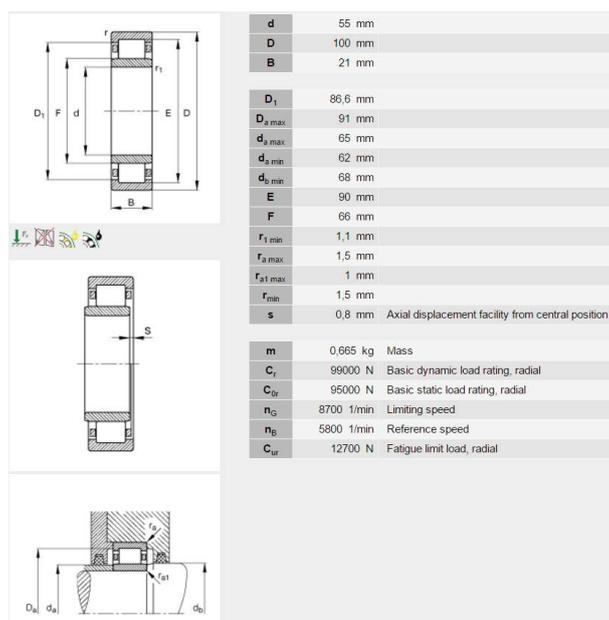 r
r1
D1 F d E D
B
Fr
S
ra
ra1
Da da db
d 55 mm
D 100 mm
B 21 mm
D1 86,6 mm
Da max 91 mm
da max 65 mm
da min 62 mm
db min 68 mm
E 90 mm
F 66 mm
r1 min 1,1 mm
ra max 1,5 mm
ra1 max 1 mm
rmin 1,5 mm
s 0,8 mm Axial displacement facility from central position
m 0,665 kg Mass
Cr 99000 N Basic dynamic load rating, radial
C0r 95000 N Basic static load rating, radial
nG 8700 1/min Limiting speed
nB 5800 1/min Reference speed
Cur 12700 N Fatigue limit load, radial